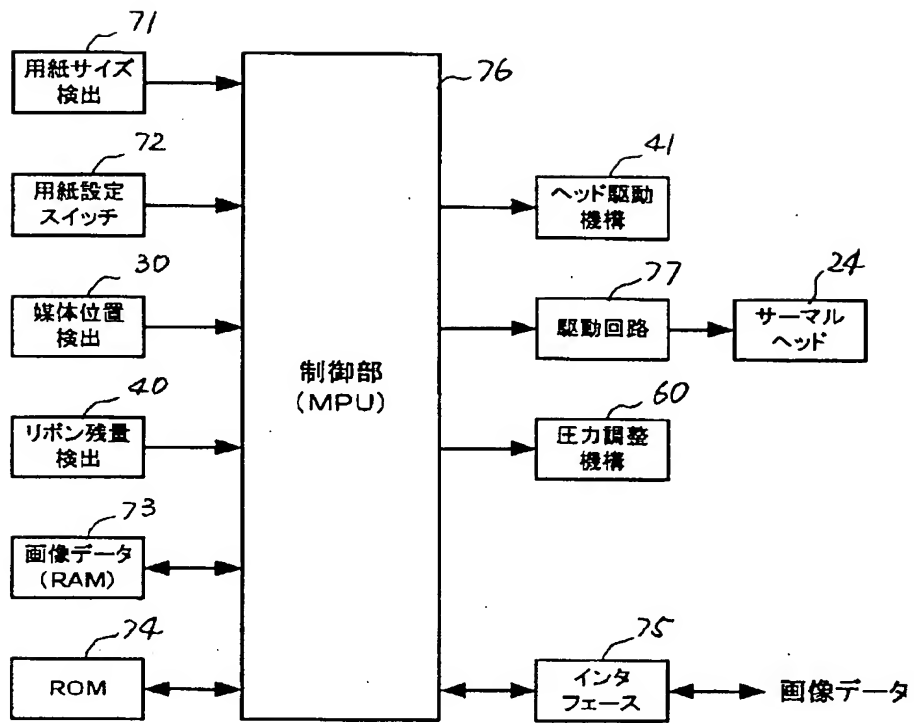 71
用紙サイズ
検出
72
用紙設定
スイッチ
30
媒体位置
検出
40
リボン残量
検出
73
画像データ
(RAM)
74
ROM
76
制御部
(MPU)
41
ヘッド駆動
機構
77
駆動回路
24
サーマル
ヘッド
60
圧力調整
機構
75
インタ
フェース
画像データ